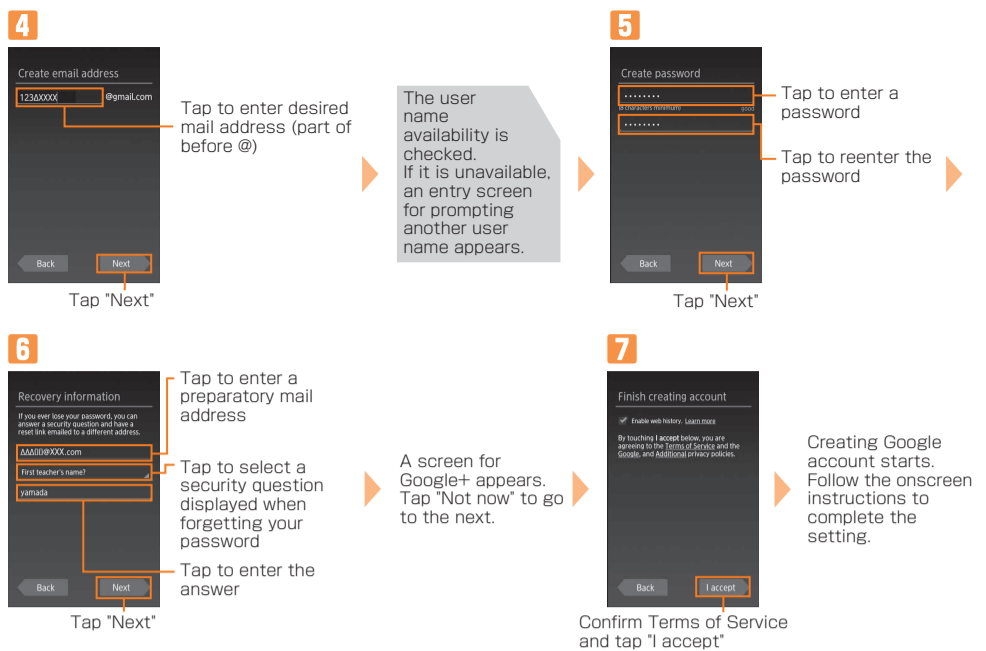 4
Create email address
123ΔXXXX @gmail.com
Tap to enter desired
mail address (part of
before @)
Back Next
Tap "Next"
The user
name
availability is
checked.
If it is unavailable,
an entry screen
for prompting
another user
name appears.
5
Create password
••••••••
(8 characters minimum) good
••••••••
Tap to enter a
password
Tap to reenter the
password
Back Next
Tap "Next"
6
Recovery information
If you ever lose your password, you can
answer a security question and have a
reset link emailed to a different address.
ΔΔΔ▯▯@XXX.com
First teacher's name?
yamada
Tap to enter a
preparatory mail
address
Tap to select a
security question
displayed when
forgetting your
password
Tap to enter the
answer
Back Next
Tap "Next"
A screen for
Google+ appears.
Tap "Not now" to go
to the next.
7
Finish creating account
Enable web history. Learn more
By touching I accept below, you are
agreeing to the Terms of Service and the
Google, and Additional privacy policies.
Back I accept
Confirm Terms of Service
and tap "I accept"
Creating Google
account starts.
Follow the onscreen
instructions to
complete the
setting.